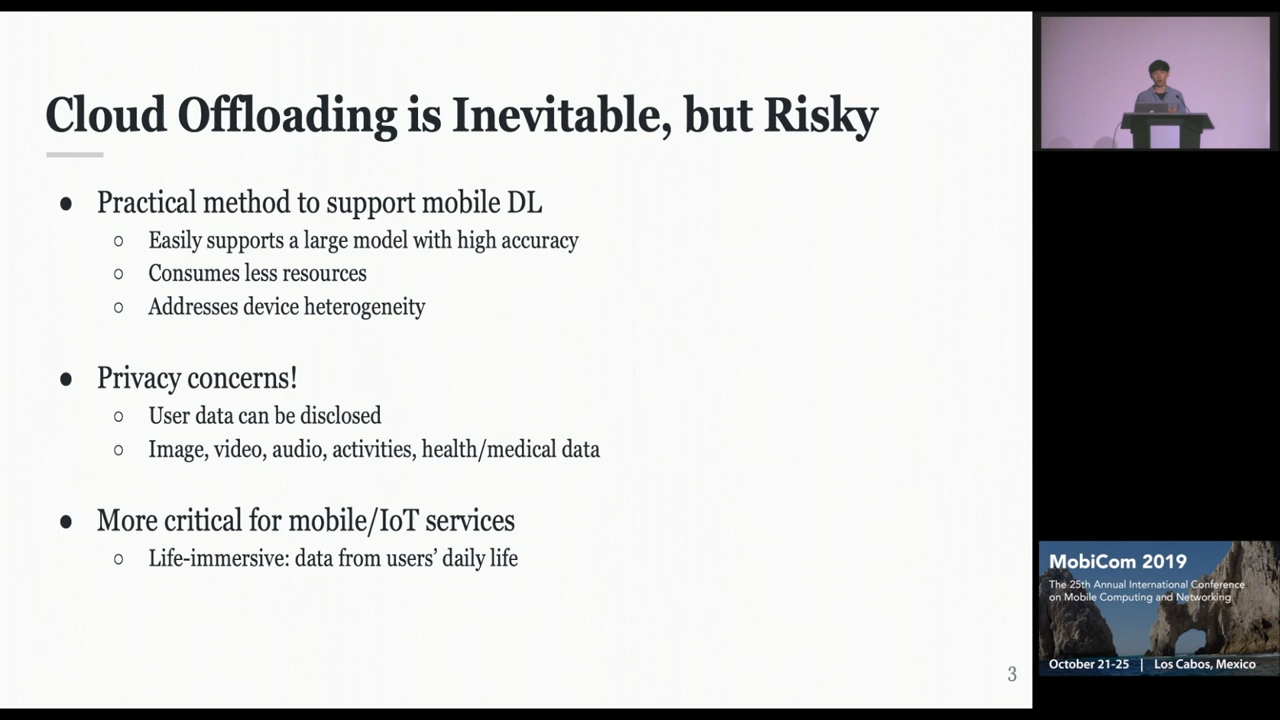 Cloud Offloading is Inevitable, but Risky
● Practical method to support mobile DL
○ Easily supports a large model with high accuracy
○ Consumes less resources
○ Addresses device heterogeneity
● Privacy concerns!
○ User data can be disclosed
○ Image, video, audio, activities, health/medical data
● More critical for mobile/IoT services
○ Life-immersive: data from users’ daily life
3
MobiCom 2019
The 25th Annual International Conference
on Mobile Computing and Networking
October 21-25 | Los Cabos, Mexico